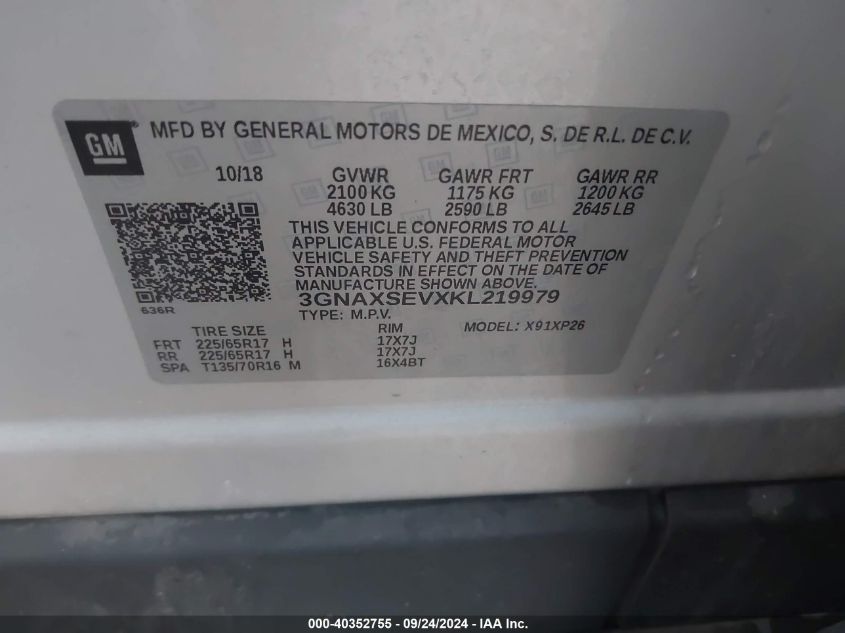 GM ® MFD BY GENERAL MOTORS DE MEXICO, S. DE R.L. DE C.V.
10/18 GVWR GAWR FRT GAWR RR
2100 KG 1175 KG 1200 KG
4630 LB 2590 LB 2645 LB
THIS VEHICLE CONFORMS TO ALL
APPLICABLE U.S. FEDERAL MOTOR
VEHICLE SAFETY AND THEFT PREVENTION
STANDARDS IN EFFECT ON THE DATE OF
MANUFACTURE SHOWN ABOVE.
3GNAXSEVXKL219979
636R
TYPE: M.P.V. MODEL: X91XP26
TIRE SIZE RIM
FRT 225/65R17 H 17X7J
RR 225/65R17 H 17X7J
SPA T135/70R16 M 16X4BT
000-40352755 - 09/24/2024 - IAA Inc.